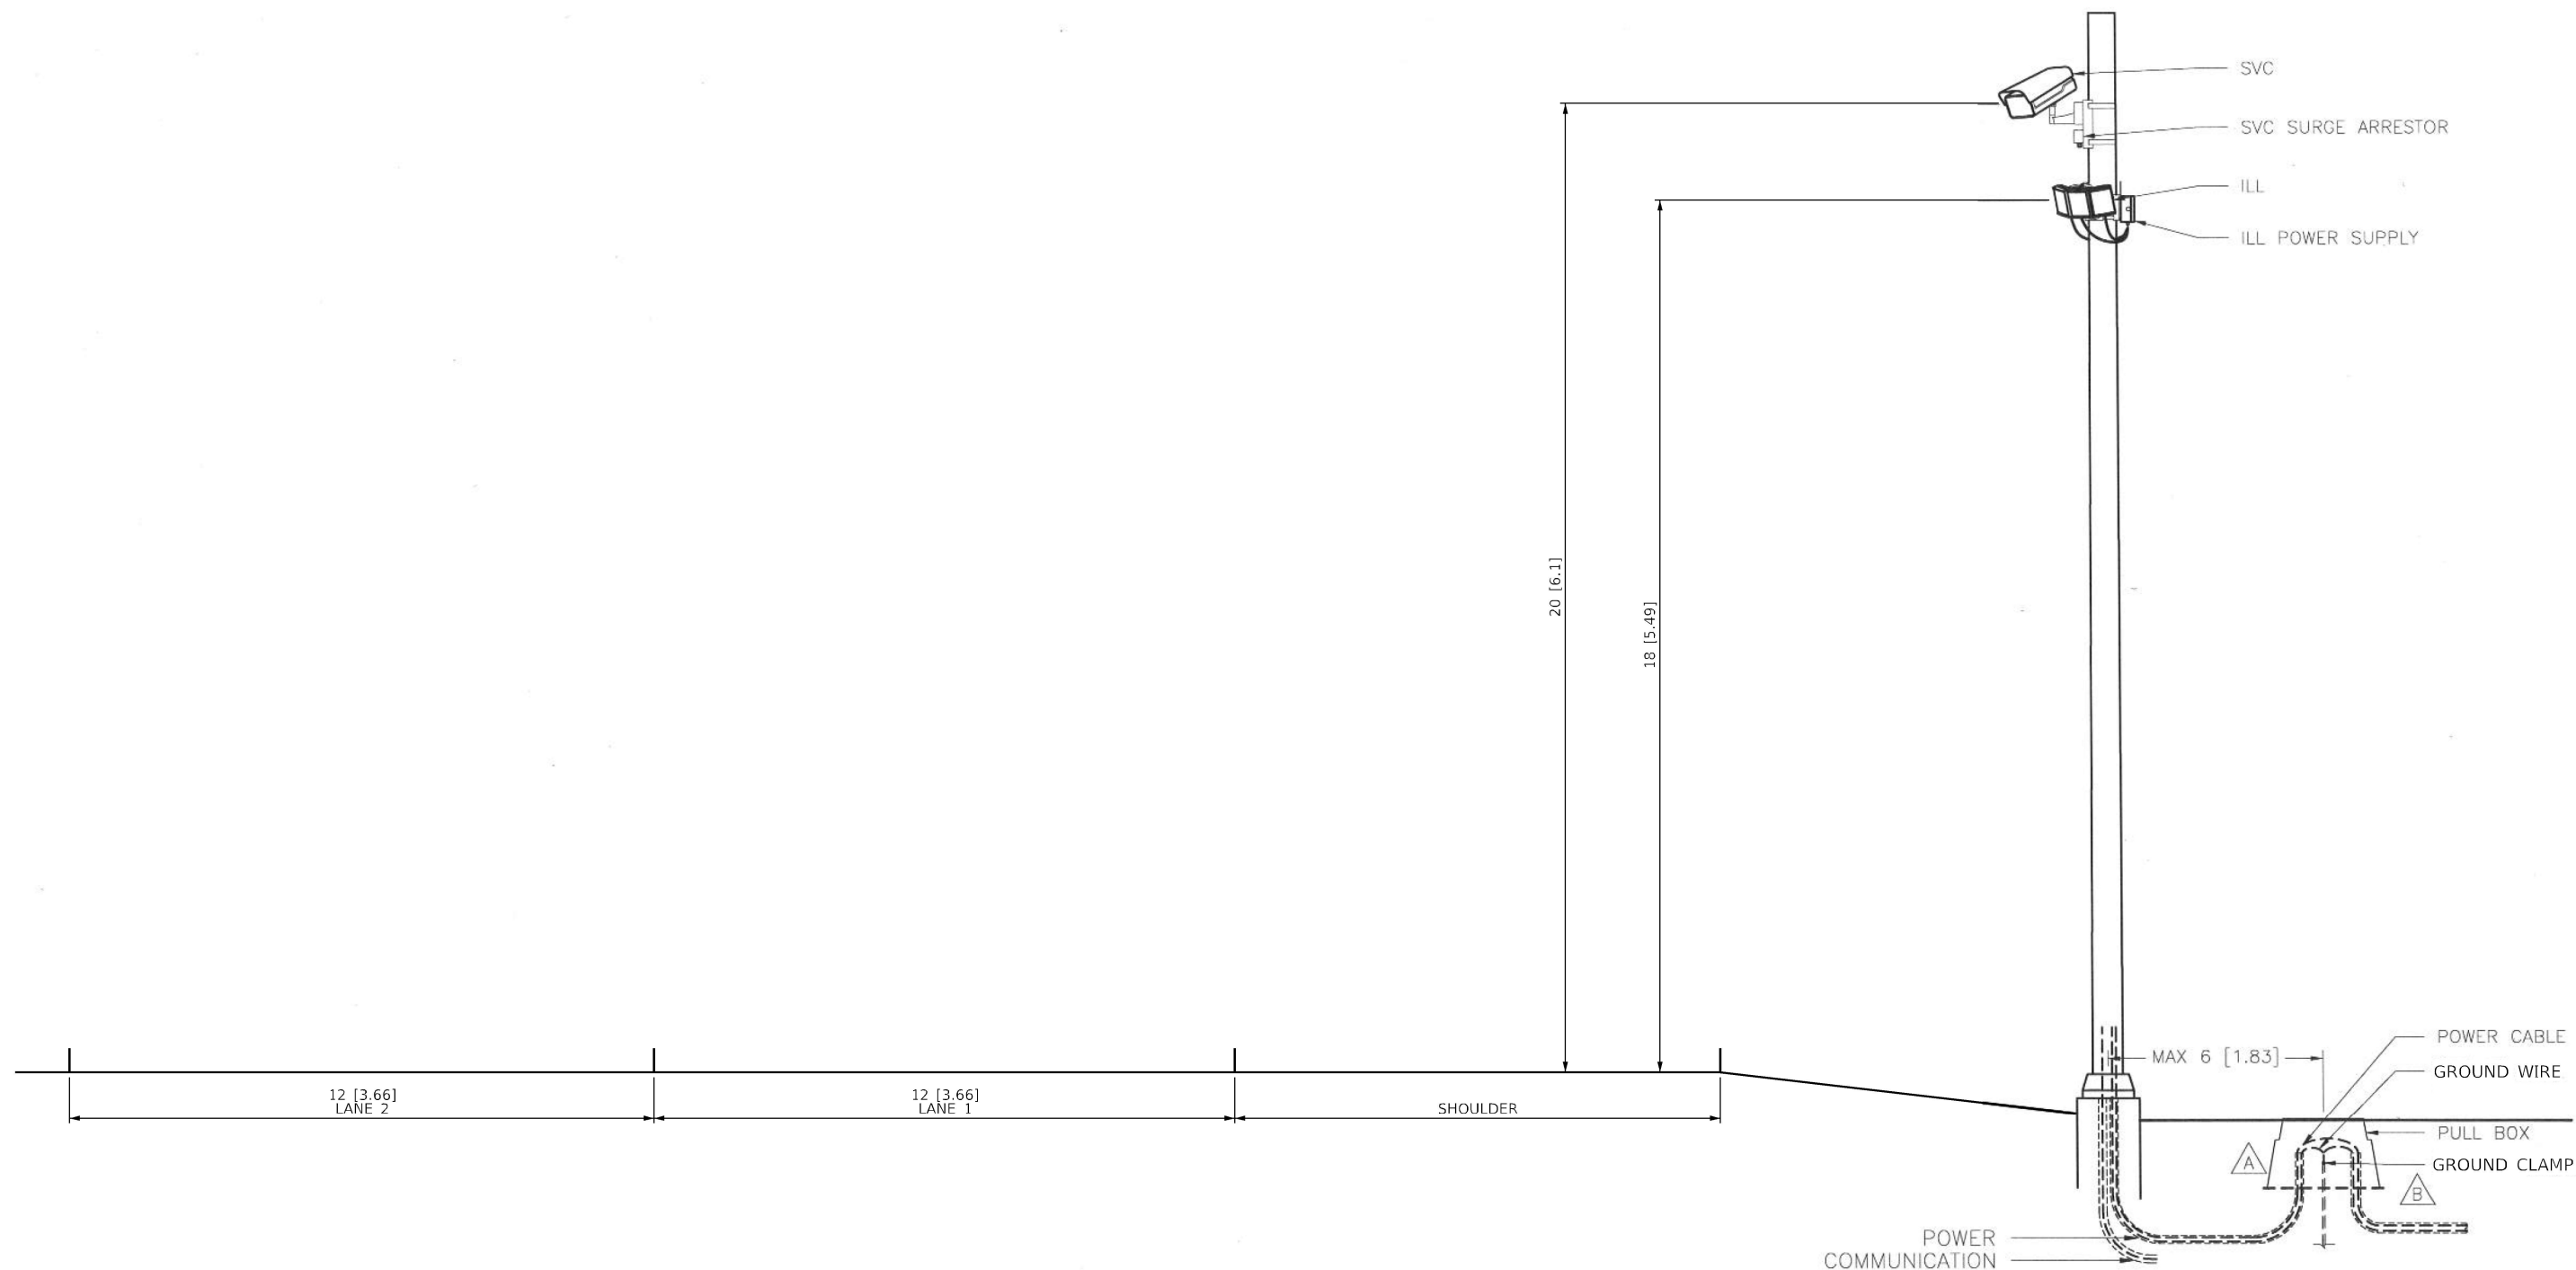 SVC
SVC SURGE ARRESTOR
ILL
ILL POWER SUPPLY
20 [6.1]
18 [5.49]
POWER CABLE
MAX 6 [1.83]
GROUND WIRE
12 [3.66]
LANE 2
12 [3.66]
LANE 1
SHOULDER
PULL BOX
A
GROUND CLAMP
B
POWER
COMMUNICATION